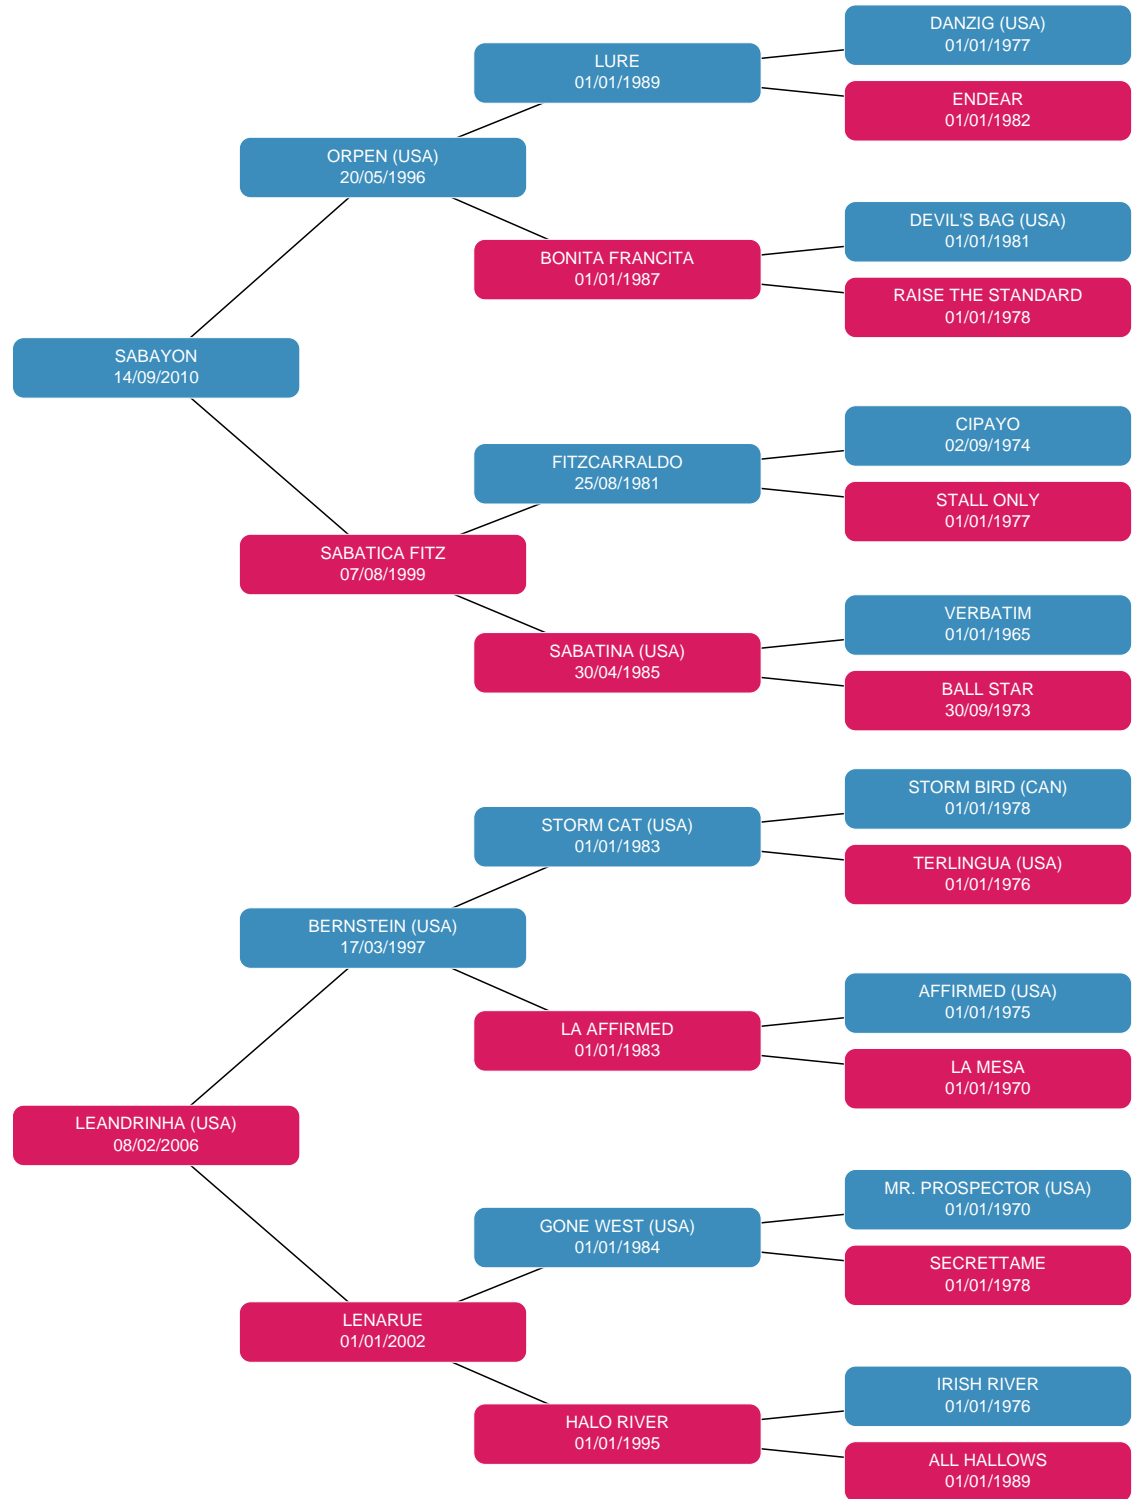 DANZIG (USA)
01/01/1977
LURE
01/01/1989
ENDEAR
01/01/1982
ORPEN (USA)
20/05/1996
DEVIL'S BAG (USA)
01/01/1981
BONITA FRANCITA
01/01/1987
RAISE THE STANDARD
01/01/1978
SABAYON
14/09/2010
CIPAYO
02/09/1974
FITZCARRALDO
25/08/1981
STALL ONLY
01/01/1977
SABATICA FITZ
07/08/1999
VERBATIM
01/01/1965
SABATINA (USA)
30/04/1985
BALL STAR
30/09/1973
STORM BIRD (CAN)
01/01/1978
STORM CAT (USA)
01/01/1983
TERLINGUA (USA)
01/01/1976
BERNSTEIN (USA)
17/03/1997
AFFIRMED (USA)
01/01/1975
LA AFFIRMED
01/01/1983
LA MESA
01/01/1970
LEANDRINHA (USA)
08/02/2006
MR. PROSPECTOR (USA)
01/01/1970
GONE WEST (USA)
01/01/1984
SECRETTAME
01/01/1978
LENARUE
01/01/2002
IRISH RIVER
01/01/1976
HALO RIVER
01/01/1995
ALL HALLOWS
01/01/1989